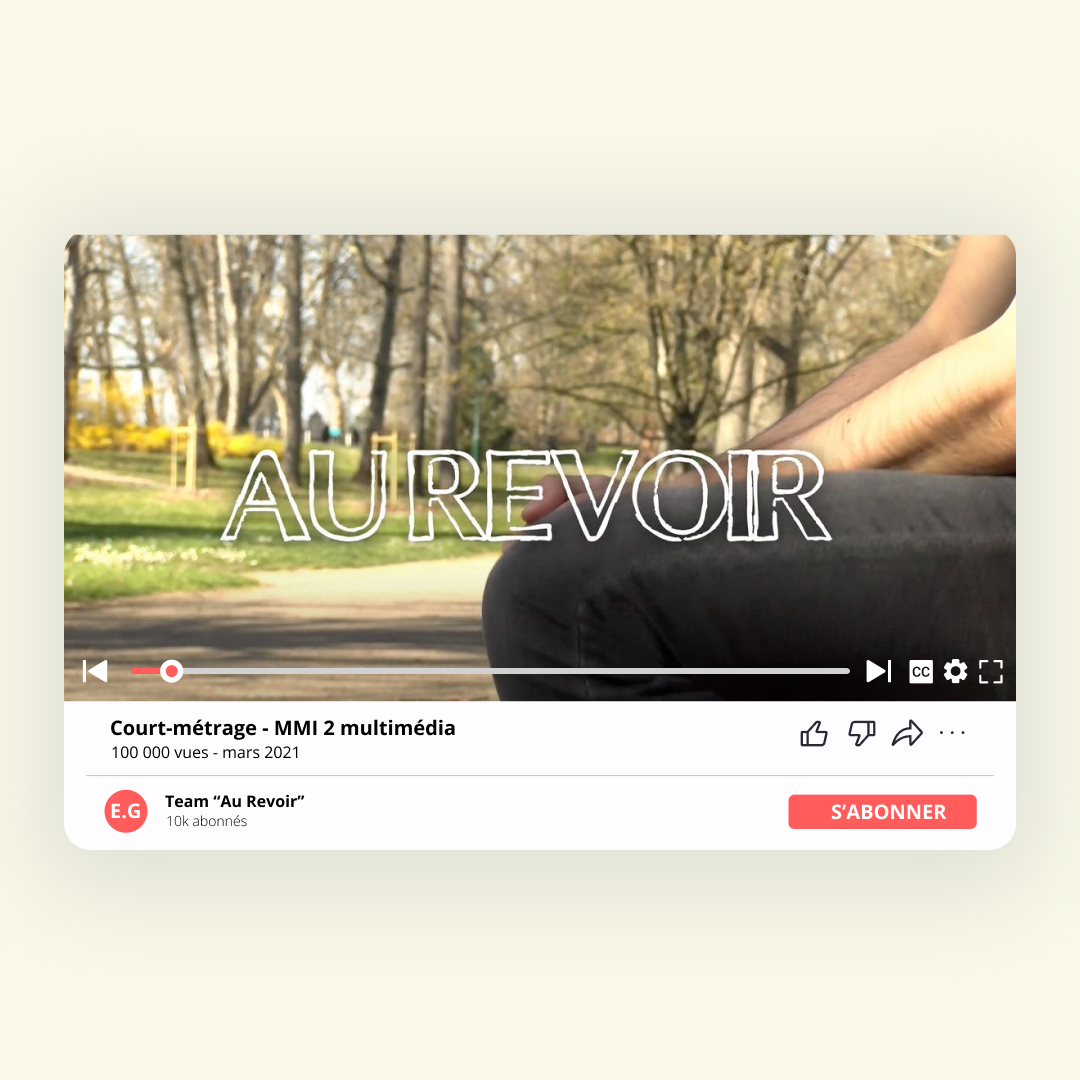 AU REVOIR
CC
Court-métrage - MMI 2 multimédia
100 000 vues - mars 2021
E.G
Team “Au Revoir”
10k abonnés
S’ABONNER